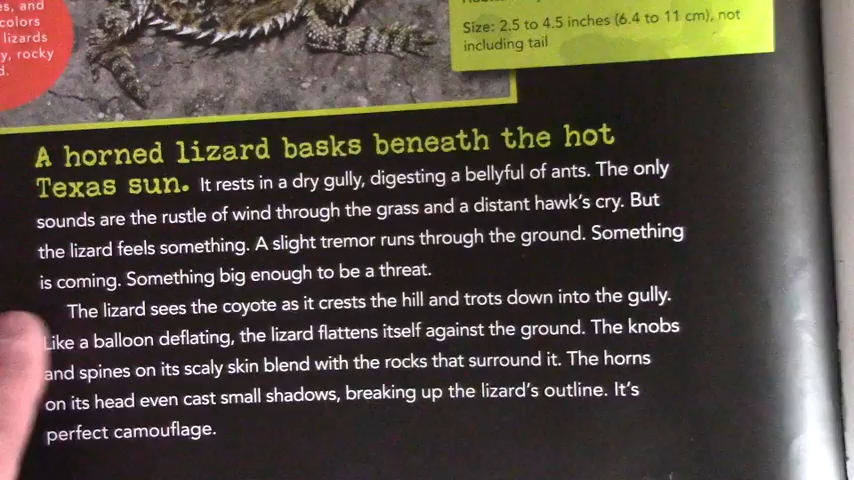 es, and
colors
lizards
y, rocky
d.
Size: 2.5 to 4.5 inches (6.4 to 11 cm), not
including tail
A horned lizard basks beneath the hot
Texas sun. It rests in a dry gully, digesting a bellyful of ants. The only
sounds are the rustle of wind through the grass and a distant hawk's cry. But
the lizard feels something. A slight tremor runs through the ground. Something
is coming. Something big enough to be a threat.
The lizard sees the coyote as it crests the hill and trots down into the gully.
Like a balloon deflating, the lizard flattens itself against the ground. The knobs
and spines on its scaly skin blend with the rocks that surround it. The horns
on its head even cast small shadows, breaking up the lizard's outline. It's
perfect camouflage.